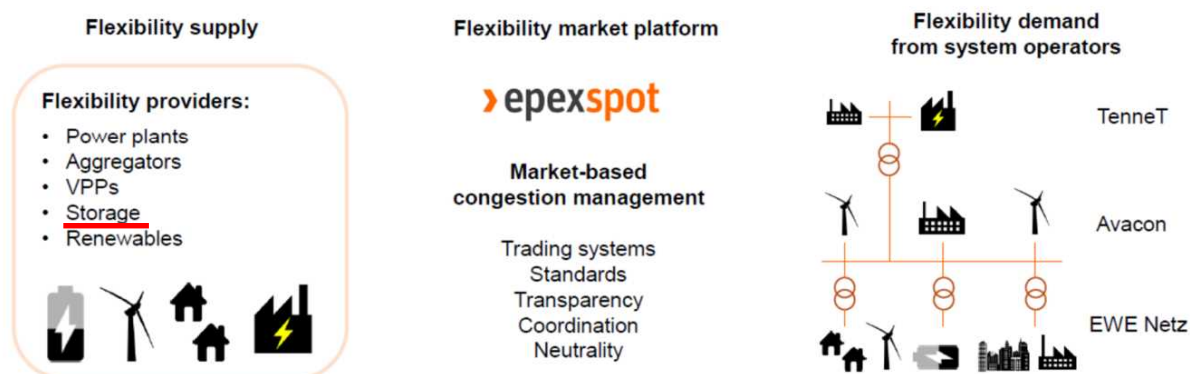 Flexibility supply
Flexibility providers:
• Power plants
• Aggregators
• VPPs
• Storage
• Renewables
Flexibility market platform
epexspot
Market-based
congestion management
Trading systems
Standards
Transparency
Coordination
Neutrality
Flexibility demand
from system operators
TenneT
Avacon
EWE Netz